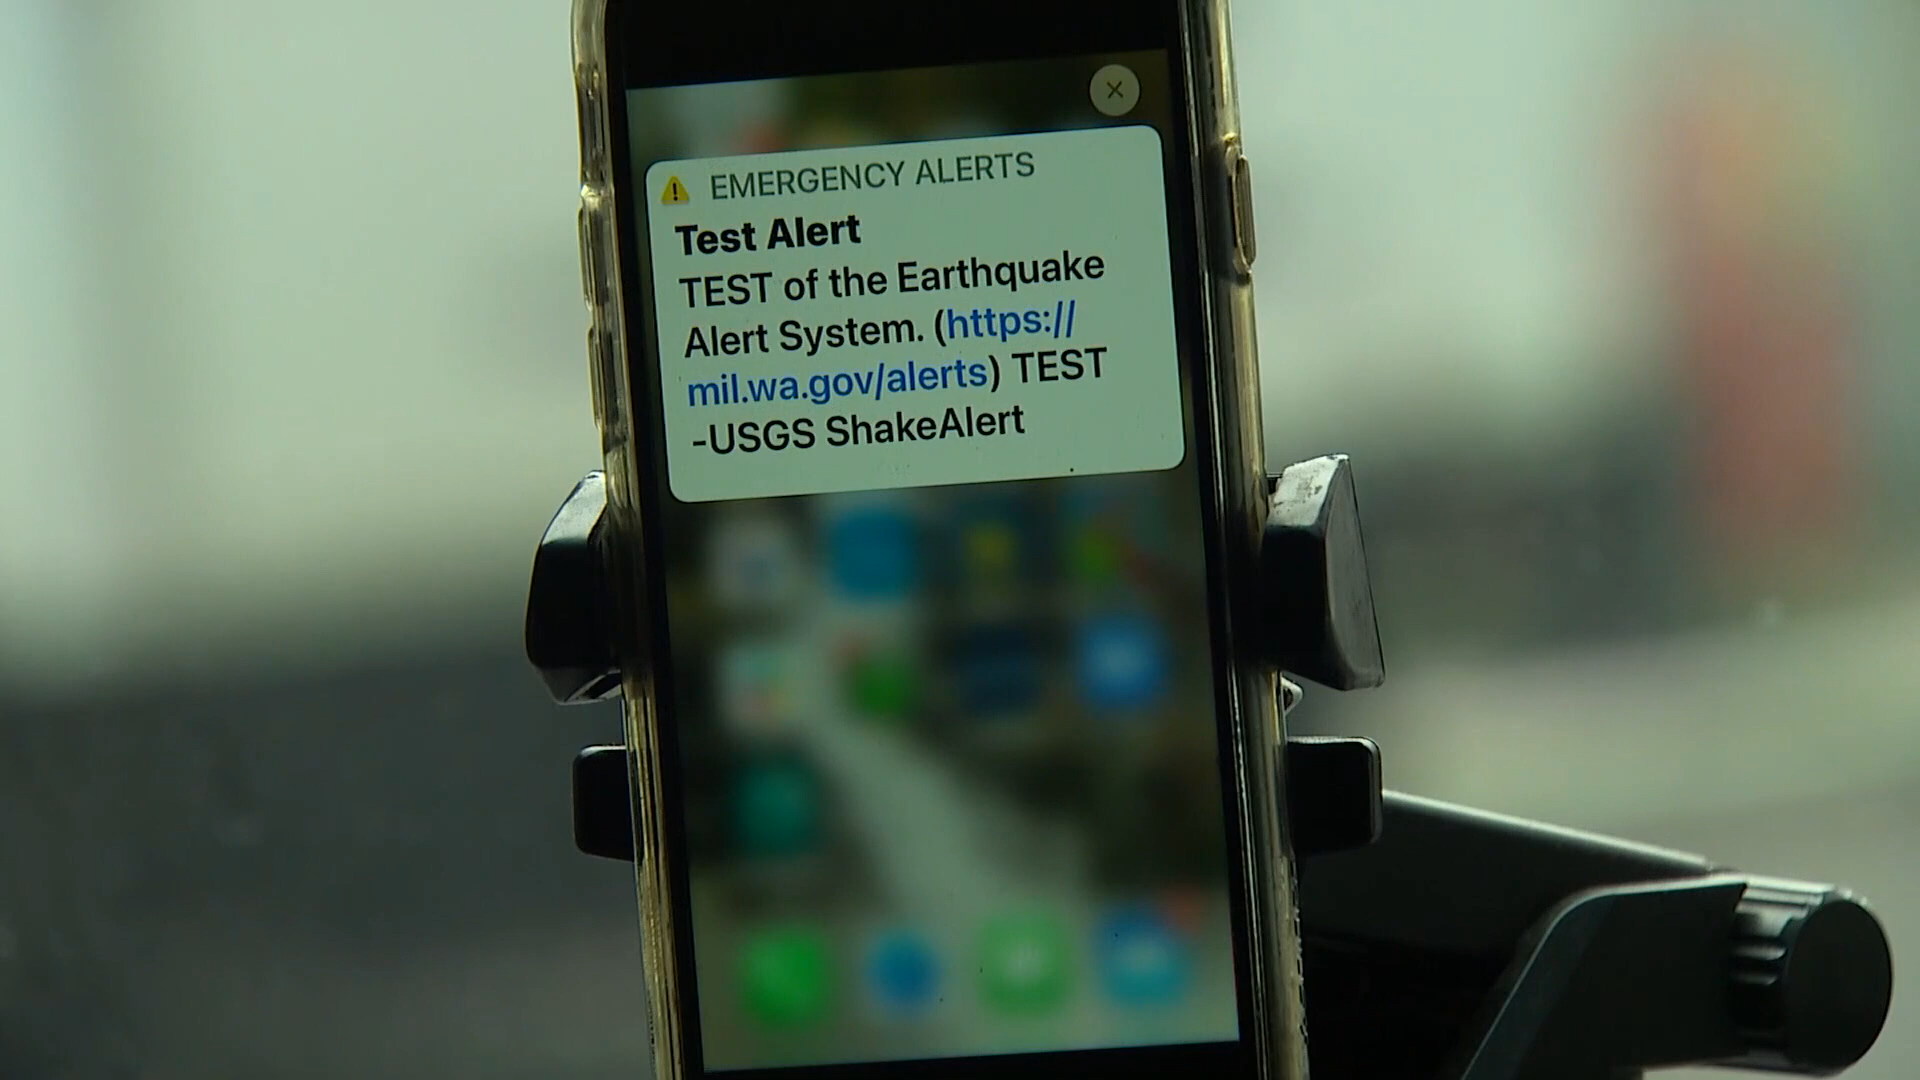 EMERGENCY ALERTS
Test Alert
TEST of the Earthquake
Alert System. (https://
mil.wa.gov/alerts) TEST
-USGS ShakeAlert